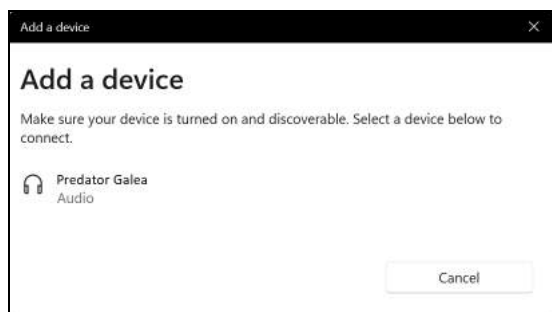 Add a device
Add a device
Make sure your device is turned on and discoverable. Select a device below to
connect.
Predator Galea
Audio
Cancel